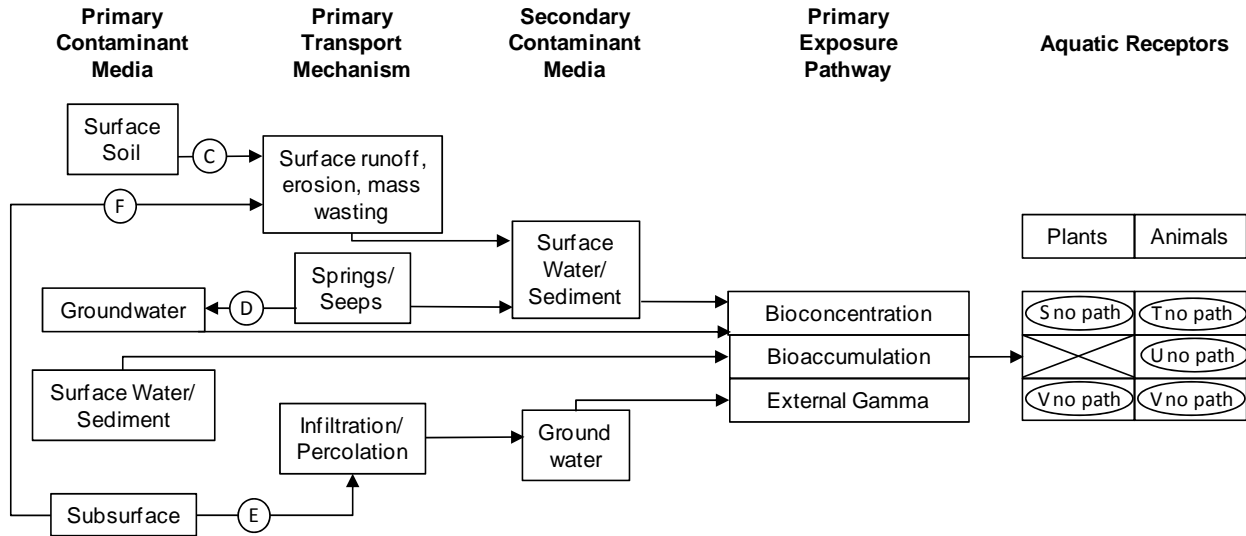 Primary
Contaminant
Media
Primary
Transport
Mechanism
Secondary
Contaminant
Media
Primary
Exposure
Pathway
Aquatic Receptors
Surface
Soil
C
Surface runoff,
erosion, mass
wasting
F
Surface
Water/
Sediment
Plants
Animals
Springs/
Seeps
D
Groundwater
Bioconcentration
S no path
T no path
Bioaccumulation
U no path
Surface Water/
Sediment
External Gamma
V no path
V no path
Infiltration/
Percolation
Ground
water
Subsurface
E